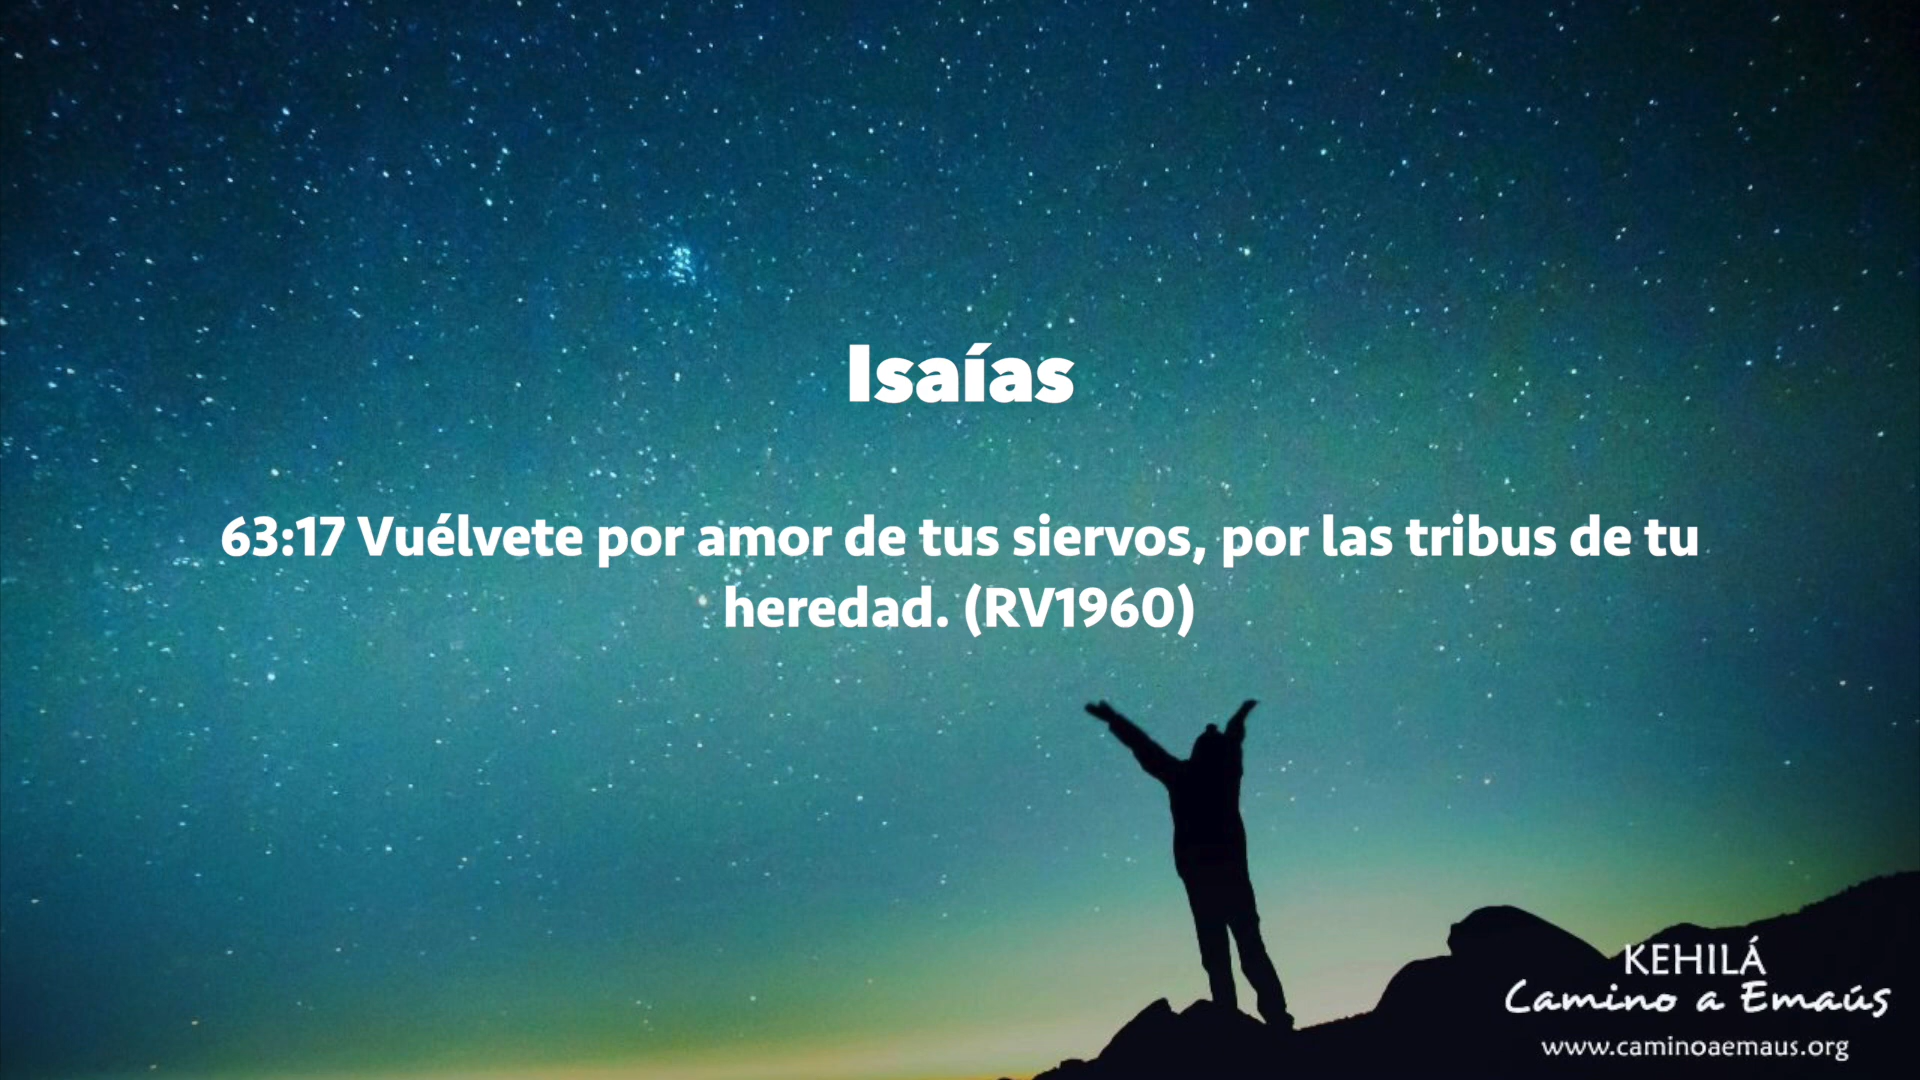 Isaías
63:17 Vuélvete por amor de tus siervos, por las tribus de tu
heredad. (RV1960)
KEHILÁ
Camino a Emaús
www.caminoaemaus.org